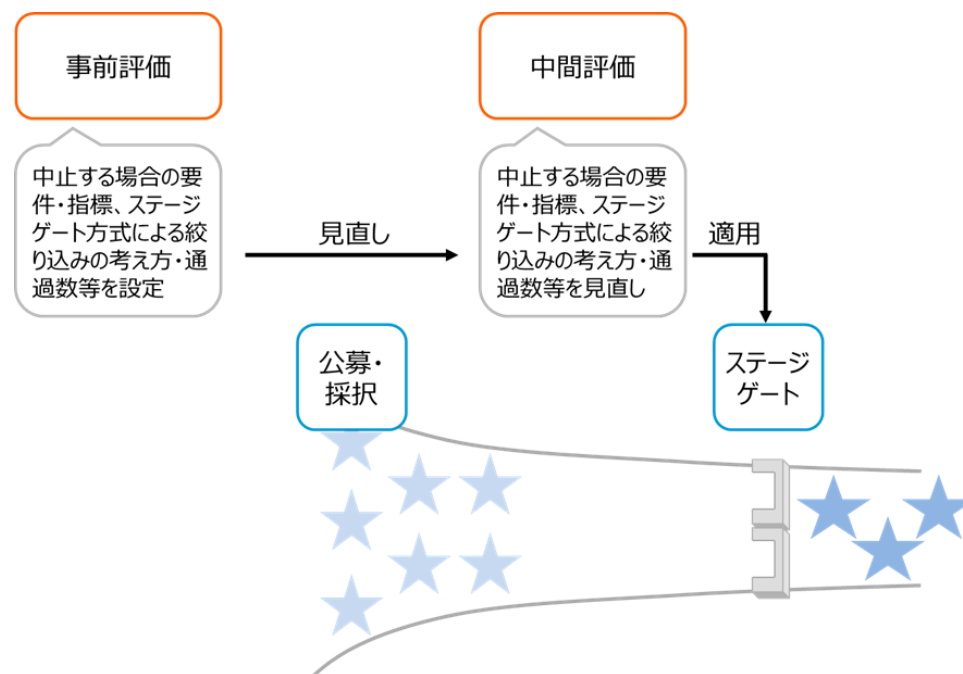 事前評価
中間評価
中止する場合の要
件・指標、ステージ
ゲート方式による絞
り込みの考え方・通
過数等を設定
見直し
中止する場合の要
件・指標、ステージ
ゲート方式による絞
り込みの考え方・通
過数等を見直し
適用
公募・
採択
ステージ
ゲート